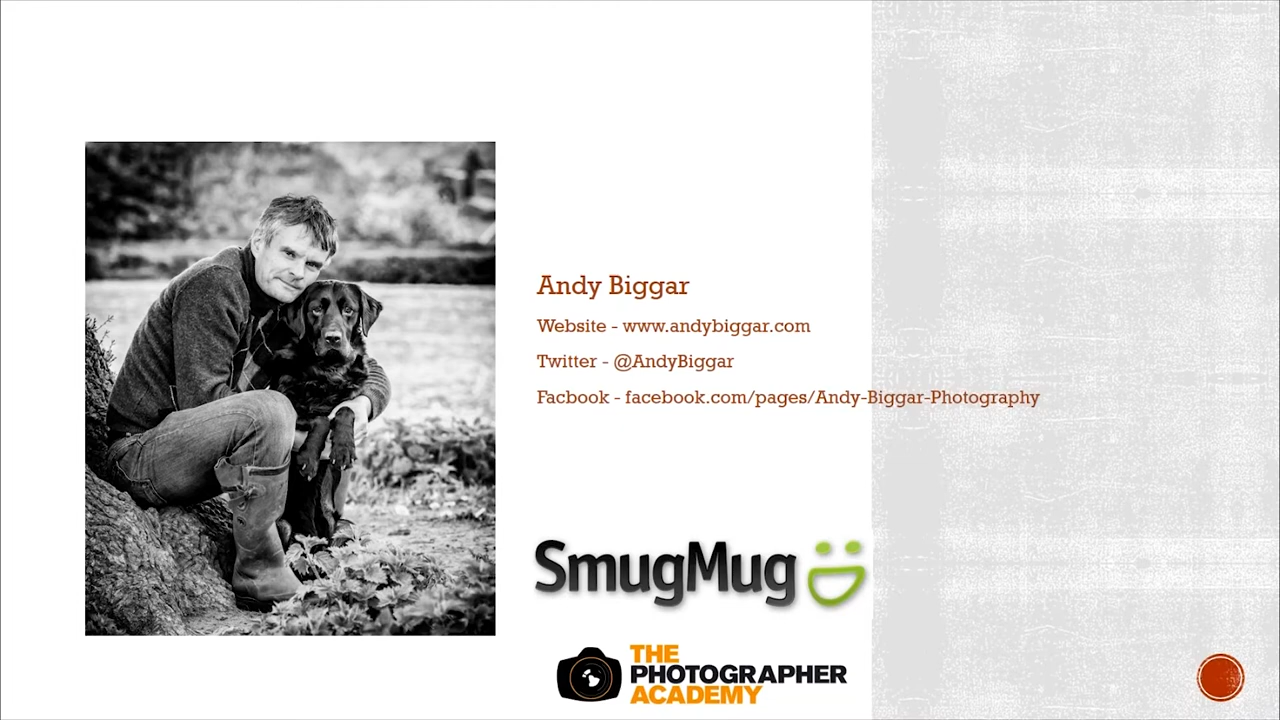 Andy Biggar
Website - www.andybiggar.com
Twitter - @AndyBiggar
Facbook - facebook.com/pages/Andy-Biggar-Photography
SmugMug
THE
PHOTOGRAPHER
ACADEMY